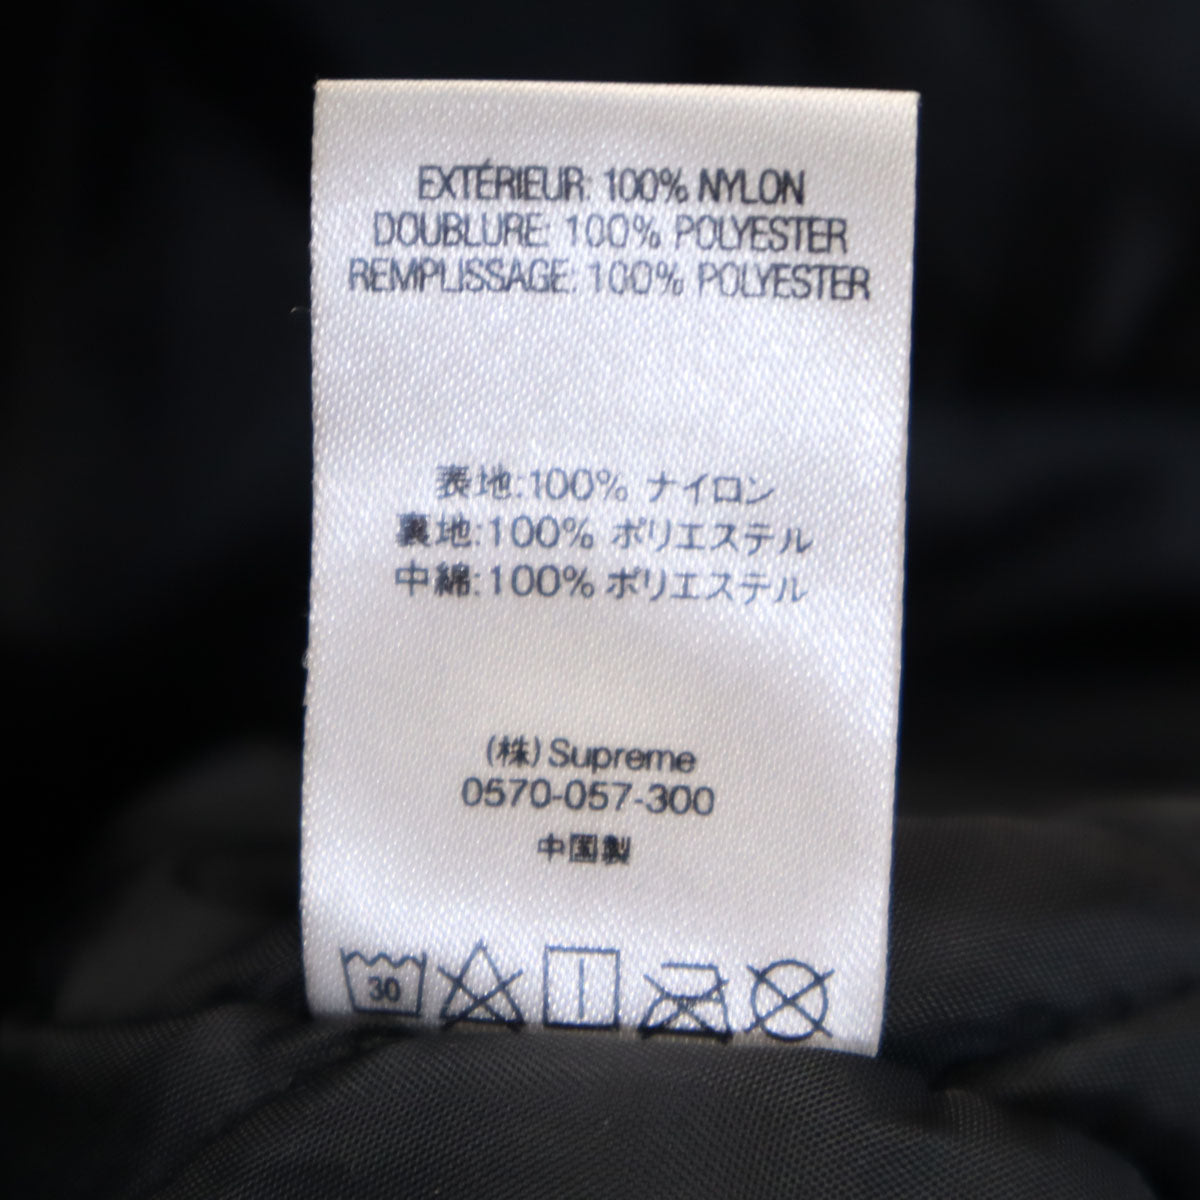 EXTÉRIEUR: 100% NYLON
DOUBLURE: 100% POLYESTER
REMPLISSAGE: 100% POLYESTER
表地:100% ナイロン
裏地:100% ポリエステル
中綿:100% ポリエステル
(株)Supreme
0570-057-300
中国製
30